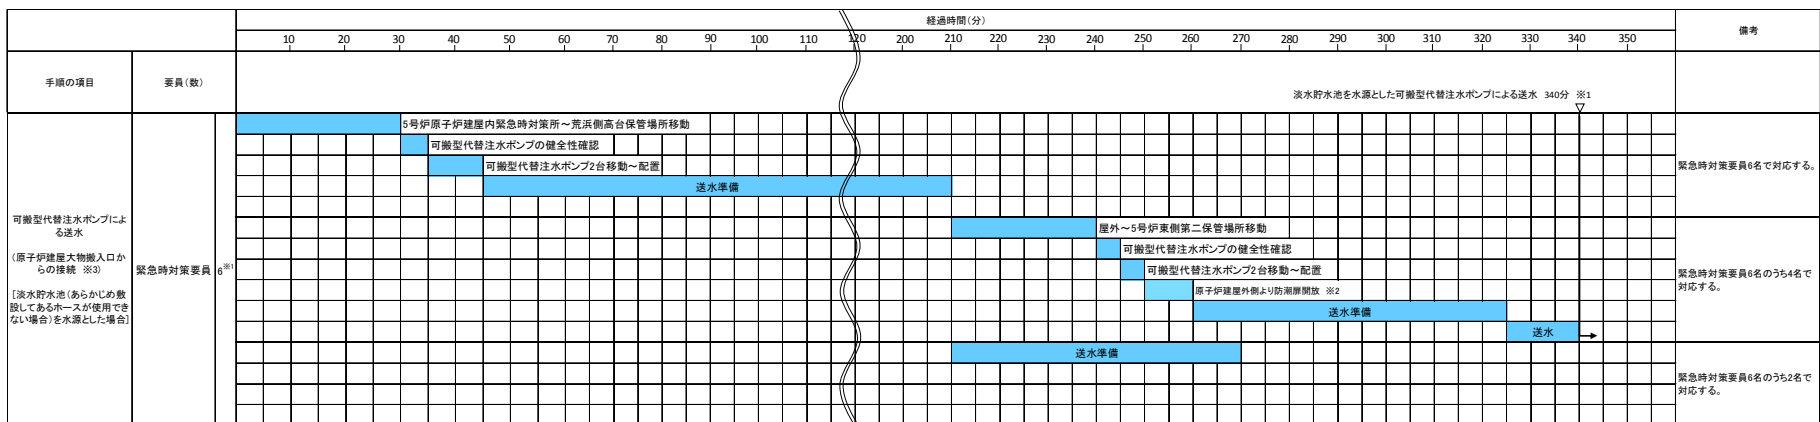 経過時間(分)
備考
10 20 30 40 50 60 70 80 90 100 110 120 200 210 220 230 240 250 260 270 280 290 300 310 320 330 340 350
手順の項目
要員(数)
淡水貯水池を水源とした可搬型代替注水ポンプによる送水 340分 ※1
▽
5号炉原子炉建屋内緊急時対策所～荒浜側高台保管場所移動
可搬型代替注水ポンプの健全性確認
可搬型代替注水ポンプ2台移動～配置
送水準備
緊急時対策要員6名で対応する。
可搬型代替注水ポンプによ
る送水
(原子炉建屋大物搬入口か
らの接続 ※3)
[淡水貯水池(あらかじめ敷
設してあるホースが使用でき
ない場合)を水源とした場合]
緊急時対策要員
6※1
屋外～5号炉東側第二保管場所移動
可搬型代替注水ポンプの健全性確認
可搬型代替注水ポンプ2台移動～配置
原子炉建屋外側より防潮扉開放 ※2
送水準備
送水
緊急時対策要員6名のうち4名で
対応する。
送水準備
緊急時対策要員6名のうち2名で
対応する。